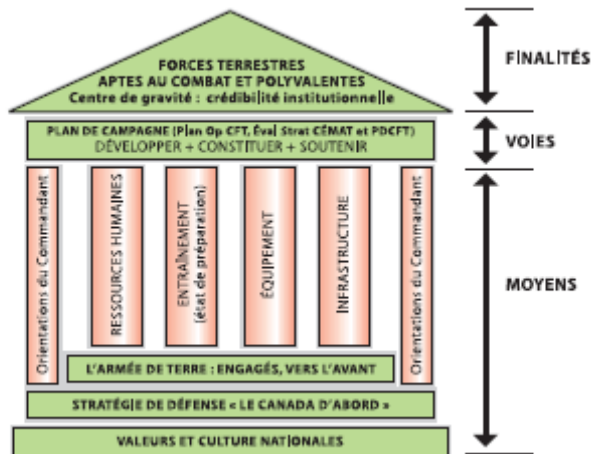 FORCES TERRESTRES
APTES AU COMBAT ET POLYVALENTES
Centre de gravité : crédibilité institutionnelle
FINALITÉS
PLAN DE CAMPAGNE (Plan Op CFT, Éval Strat CÉMAT et PDCFT)
DÉVELOPPER + CONSTITUER + SOUTENIR
VOIES
Orientations du Commandant
RESSOURCES HUMAINES
ENTRAÎNEMENT
(état de préparation)
ÉQUIPEMENT
INFRASTRUCTURE
Orientations du Commandant
MOYENS
L'ARMÉE DE TERRE : ENGAGÉS, VERS L'AVANT
STRATÉGIE DE DÉFENSE « LE CANADA D'ABORD »
VALEURS ET CULTURE NATIONALES